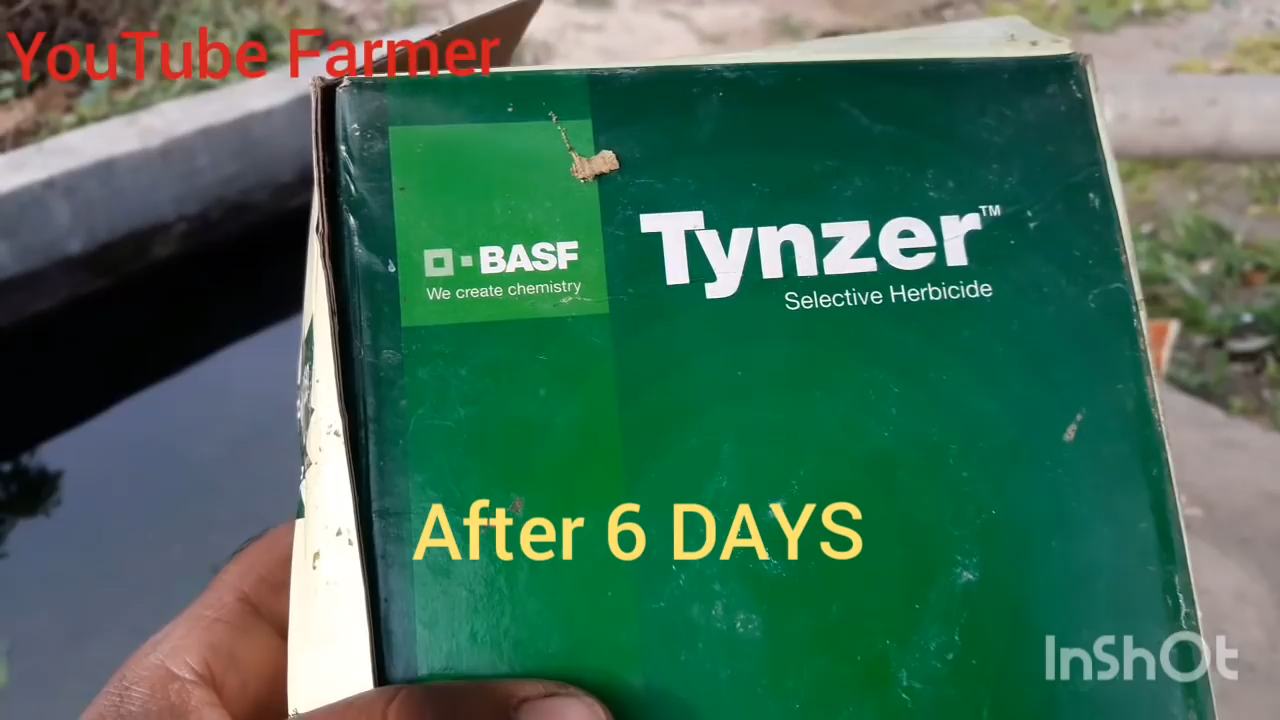 YouTube Farmer
BASF
We create chemistry
Tynzer™
Selective Herbicide
After 6 DAYS
InShOt